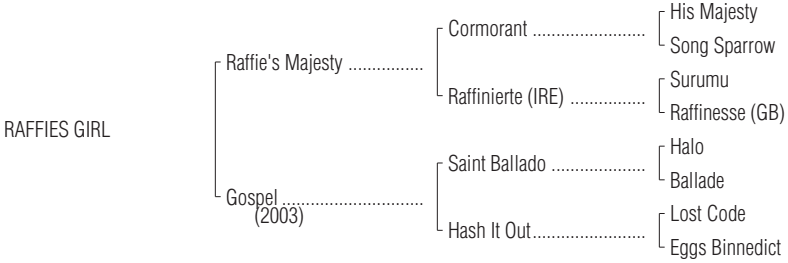 His Majesty
Cormorant ........................
Song Sparrow
Raffie's Majesty ................
Surumu
Raffinierte (IRE) ................
Raffinesse (GB)
RAFFIES GIRL
Halo
Saint Ballado ....................
Ballade
Gospel ..............................
(2003)
Lost Code
Hash It Out........................
Eggs Binnedict